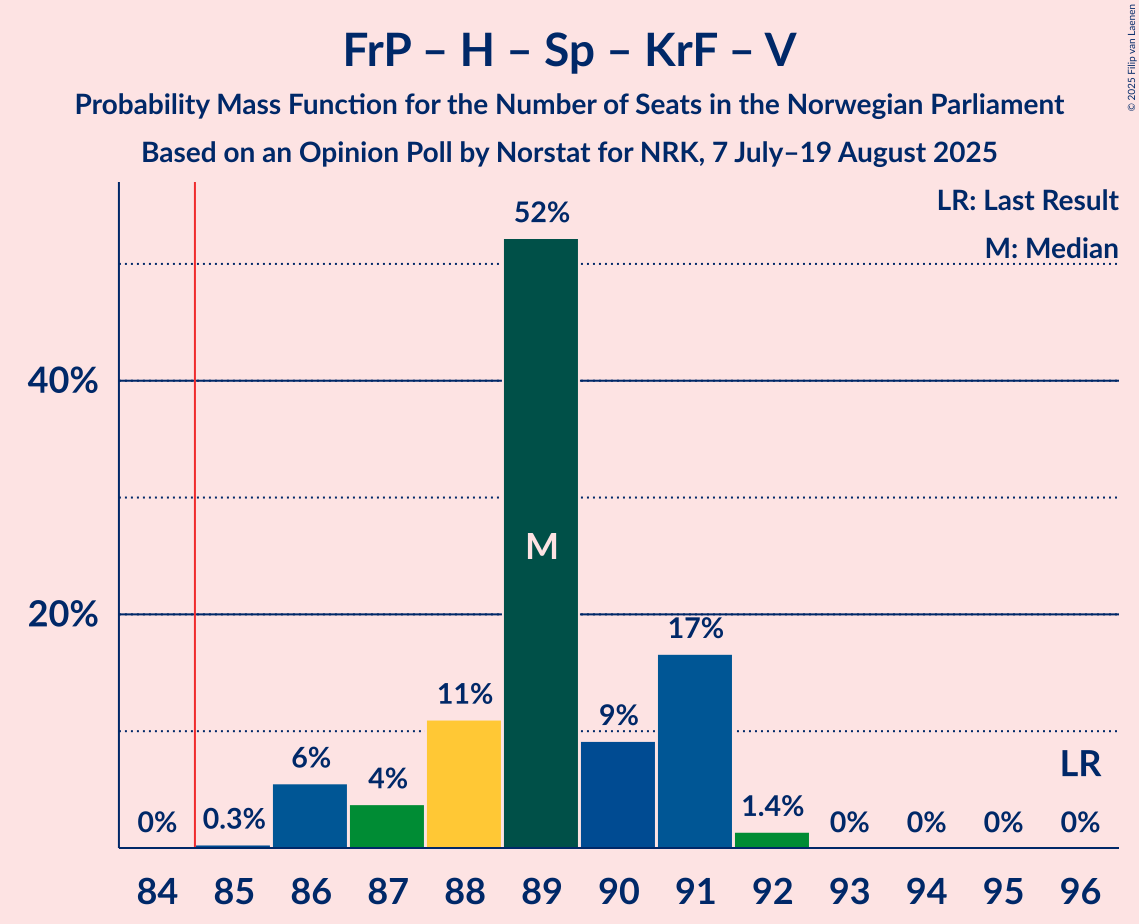 FrP – H – Sp – KrF – V
Probability Mass Function for the Number of Seats in the Norwegian Parliament
Based on an Opinion Poll by Norstat for NRK, 7 July–19 August 2025
© 2025 Filip van Laenen
LR: Last Result
M: Median
52%
40%
M
20%
17%
11%
9%
6%
4%
LR
1.4%
0%
0.3%
0%
0%
0%
0%
84 85 86 87 88 89 90 91 92 93 94 95 96